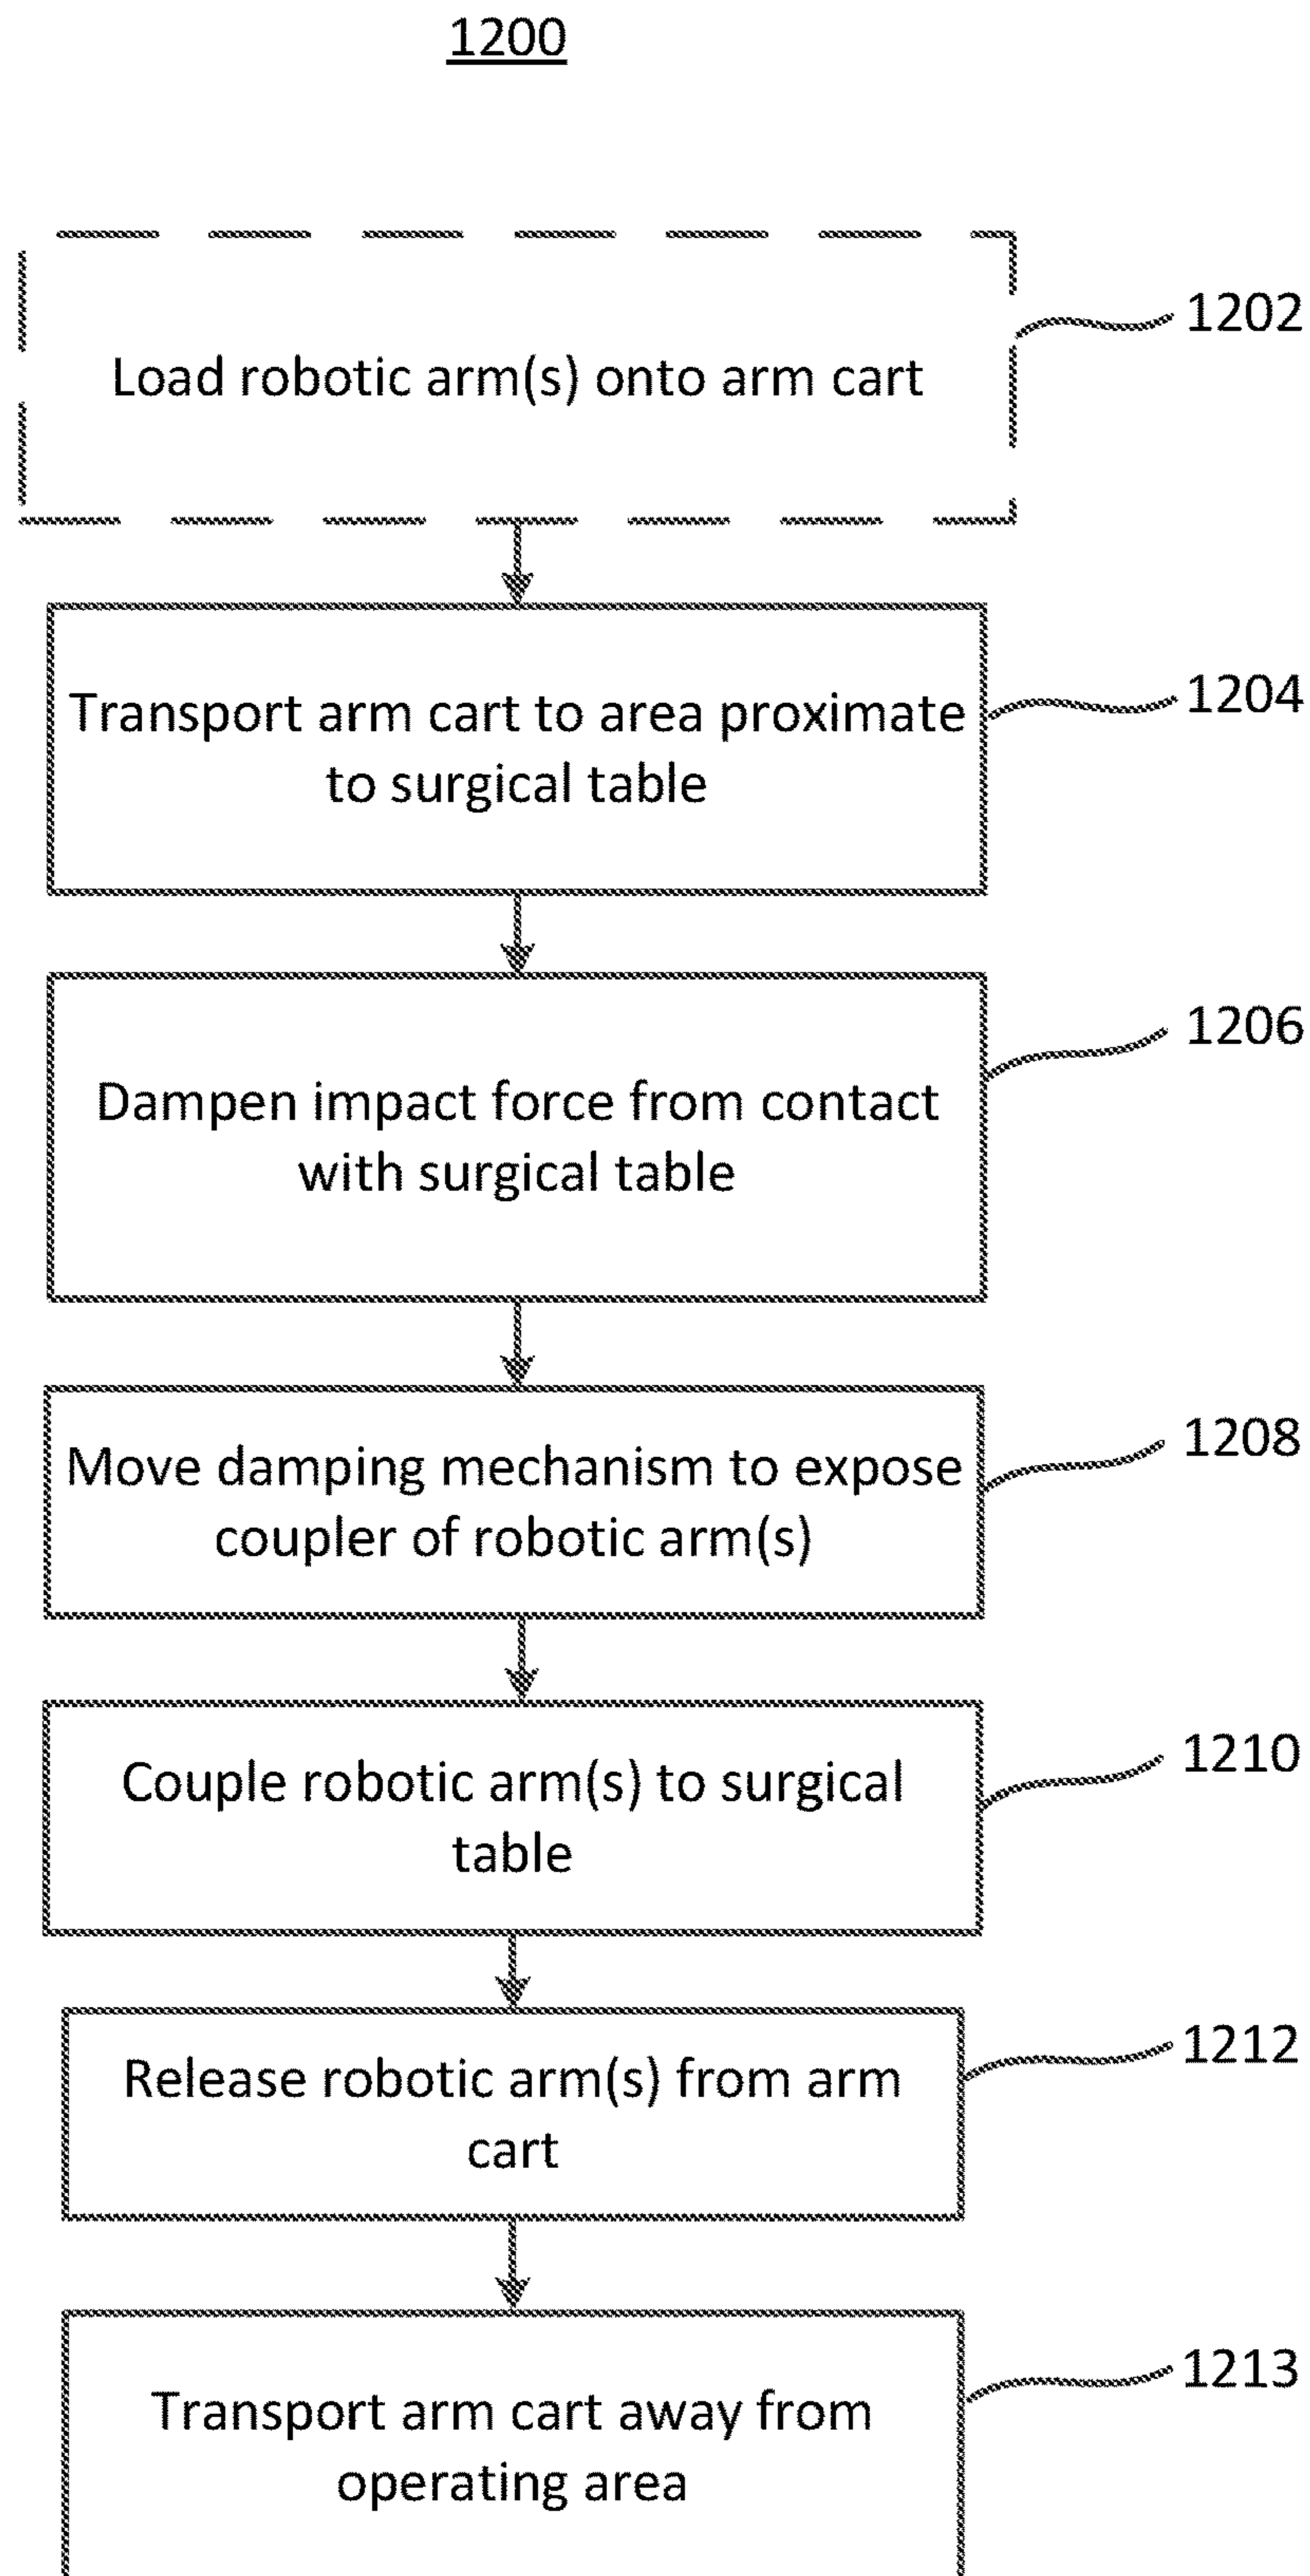 1200
Load robotic arm(s) onto arm cart
1202
Transport arm cart to area proximate
to surgical table
1204
Dampen impact force from contact
with surgical table
1206
Move damping mechanism to expose
coupler of robotic arm(s)
1208
Couple robotic arm(s) to surgical
table
1210
Release robotic arm(s) from arm
cart
1212
Transport arm cart away from
operating area
1213